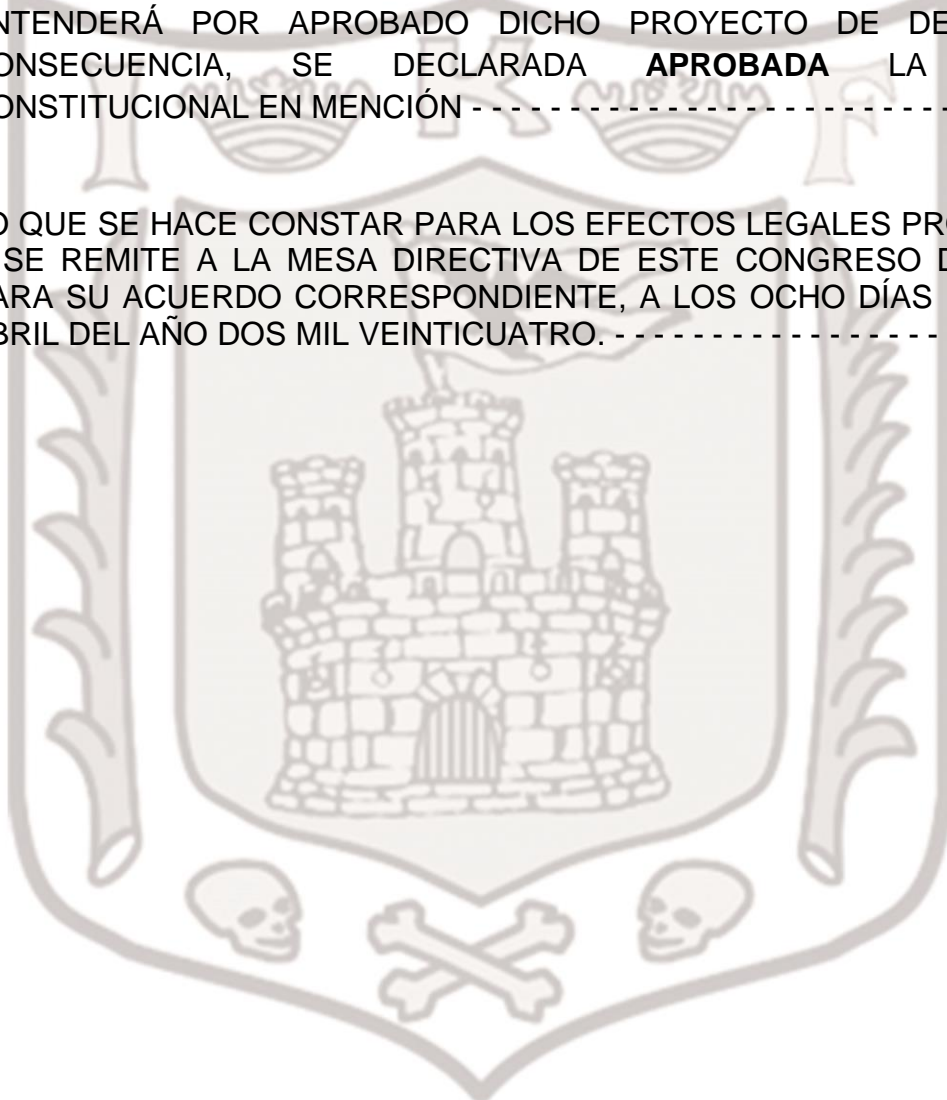 NTENDERÁ POR APROBADO DICHO PROYECTO DE DE
ONSECUENCIA, SE DECLARADA APROBADA LA
ONSTITUCIONAL EN MENCIÓN - - - - - - - - - - - - - - - - - - - - - - - -
I K F
O QUE SE HACE CONSTAR PARA LOS EFECTOS LEGALES PRO
SE REMITE A LA MESA DIRECTIVA DE ESTE CONGRESO D
ARA SU ACUERDO CORRESPONDIENTE, A LOS OCHO DÍAS
BRIL DEL AÑO DOS MIL VEINTICUATRO. - - - - - - - - - - - - - - - - -